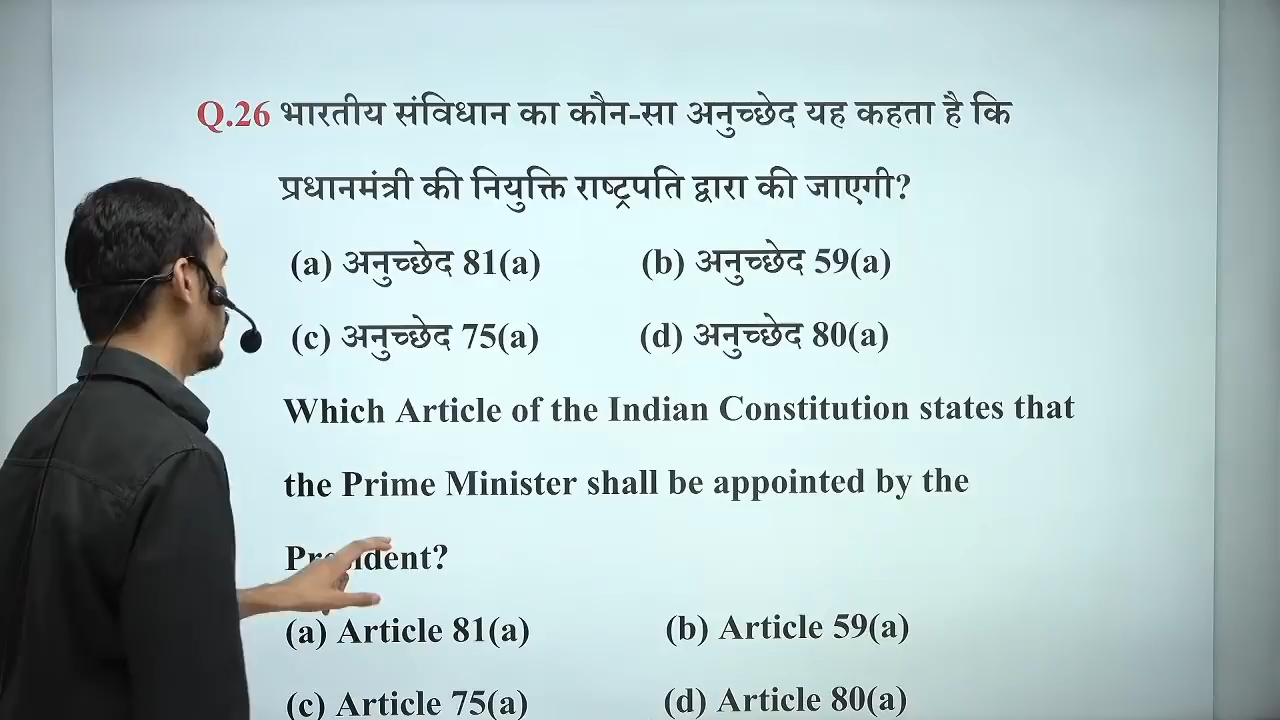 Q.26 भारतीय संविधान का कौन-सा अनुच्छेद यह कहता है कि
प्रधानमंत्री की नियुक्ति राष्ट्रपति द्वारा की जाएगी?
(a) अनुच्छेद 81(a) (b) अनुच्छेद 59(a)
(c) अनुच्छेद 75(a) (d) अनुच्छेद 80(a)
Which Article of the Indian Constitution states that
the Prime Minister shall be appointed by the
President?
(a) Article 81(a) (b) Article 59(a)
(c) Article 75(a) (d) Article 80(a)